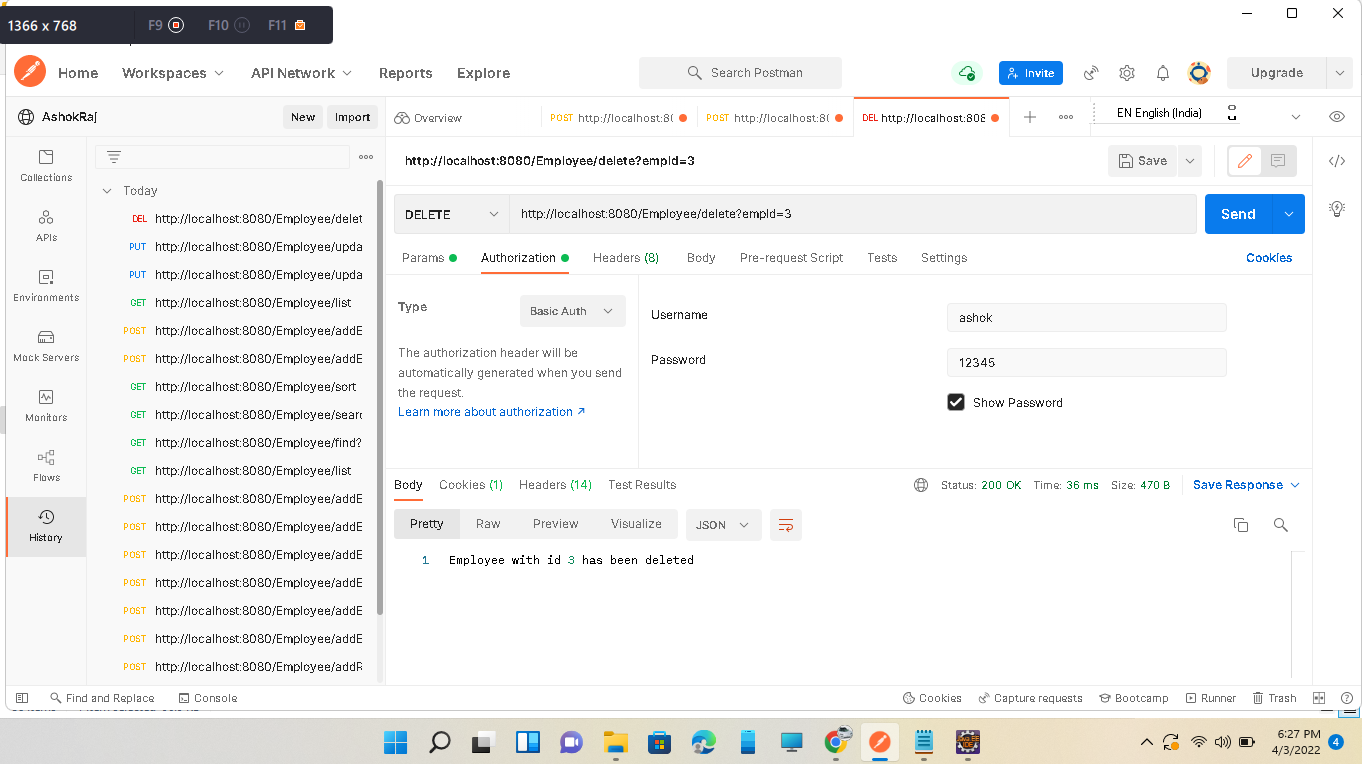 1366 x 768 F9 F10 F11
Home Workspaces API Network Reports Explore Search Postman Invite Upgrade
AshokRaj New Import
Overview POST http://localhost:8( POST http://localhost:8( DEL http://localhost:808 EN English (India)
http://localhost:8080/Employee/delete?empId=3 Save
DELETE http://localhost:8080/Employee/delete?empId=3 Send
Params Authorization Headers (8) Body Pre-request Script Tests Settings Cookies
Type Basic Auth
The authorization header will be
automatically generated when you send
the request.
Learn more about authorization ↗
Username ashok
Password 12345
Show Password
Collections
APIs
Environments
Mock Servers
Monitors
Flows
History
Today
DEL http://localhost:8080/Employee/delet
PUT http://localhost:8080/Employee/upda
PUT http://localhost:8080/Employee/upda
GET http://localhost:8080/Employee/list
POST http://localhost:8080/Employee/addE
POST http://localhost:8080/Employee/addE
GET http://localhost:8080/Employee/sort
GET http://localhost:8080/Employee/searc
GET http://localhost:8080/Employee/find?
GET http://localhost:8080/Employee/list
POST http://localhost:8080/Employee/addE
POST http://localhost:8080/Employee/addE
POST http://localhost:8080/Employee/addE
POST http://localhost:8080/Employee/addE
POST http://localhost:8080/Employee/addE
POST http://localhost:8080/Employee/addE
POST http://localhost:8080/Employee/addR
Body Cookies (1) Headers (14) Test Results Status: 200 OK Time: 36 ms Size: 470 B Save Response
Pretty Raw Preview Visualize JSON
1 Employee with id 3 has been deleted
Find and Replace Console Cookies Capture requests Bootcamp Runner Trash
6:27 PM
4/3/2022 4